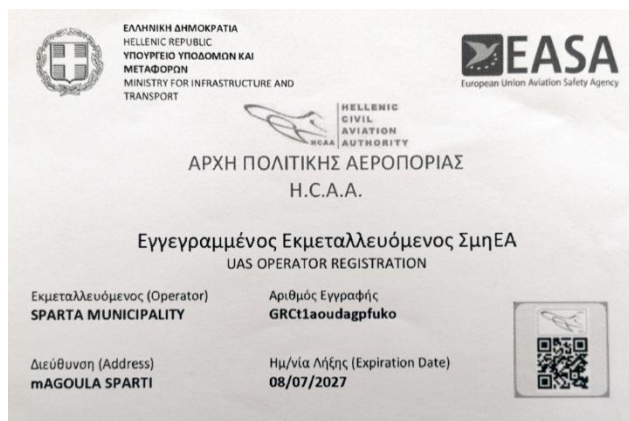 ΕΛΛΗΝΙΚΗ ΔΗΜΟΚΡΑΤΙΑ
HELLENIC REPUBLIC
ΥΠΟΥΡΓΕΙΟ ΥΠΟΔΟΜΩΝ ΚΑΙ
ΜΕΤΑΦΟΡΩΝ
MINISTRY FOR INFRASTRUCTURE AND
TRANSPORT
EASA
European Union Aviation Safety Agency
HELLENIC
CIVIL
AVIATION
HCAA AUTHORITY
ΑΡΧΗ ΠΟΛΙΤΙΚΗΣ ΑΕΡΟΠΟΡΙΑΣ
H.C.A.A.
Εγγεγραμμένος Εκμεταλλευόμενος ΣμηΕΑ
UAS OPERATOR REGISTRATION
Εκμεταλλευόμενος (Operator)
SPARTA MUNICIPALITY
Αριθμός Εγγραφής
GRCt1aoudagpfuko
Διεύθυνση (Address)
mAGOULA SPARTI
Ημ/νία Λήξης (Expiration Date)
08/07/2027